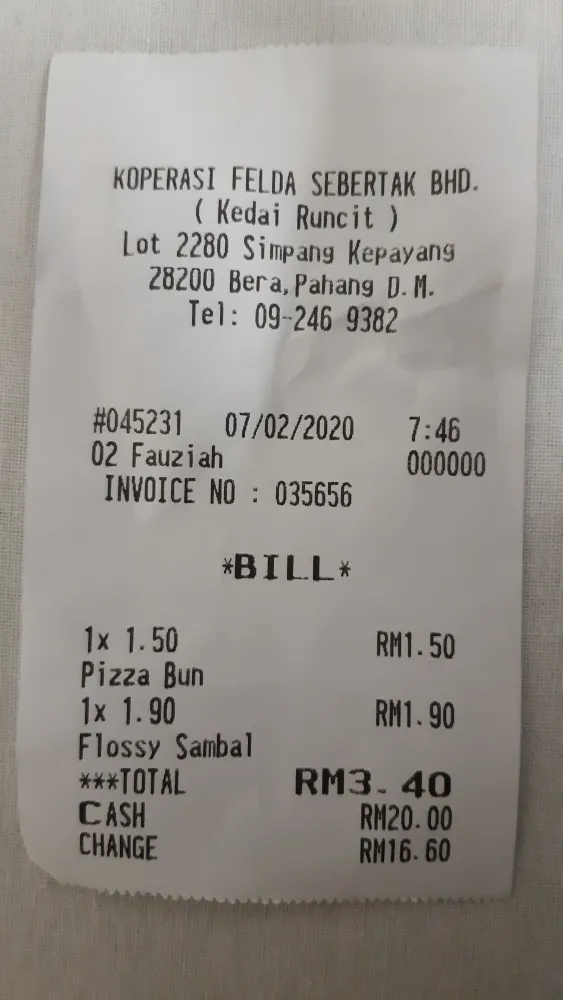 KOPERASI FELDA SEBERTAK BHD.
( Kedai Runcit )
Lot 2280 Simpang Kepayang
28200 Bera, Pahang D.M.
Tel: 09-246 9382
#045231 07/02/2020 7:46
02 Fauziah 000000
INVOICE NO : 035656
*BILL*
1x 1.50 RM1.50
Pizza Bun
1x 1.90 RM1.90
Flossy Sambal
***TOTAL RM3.40
CASH RM20.00
CHANGE RM16.60